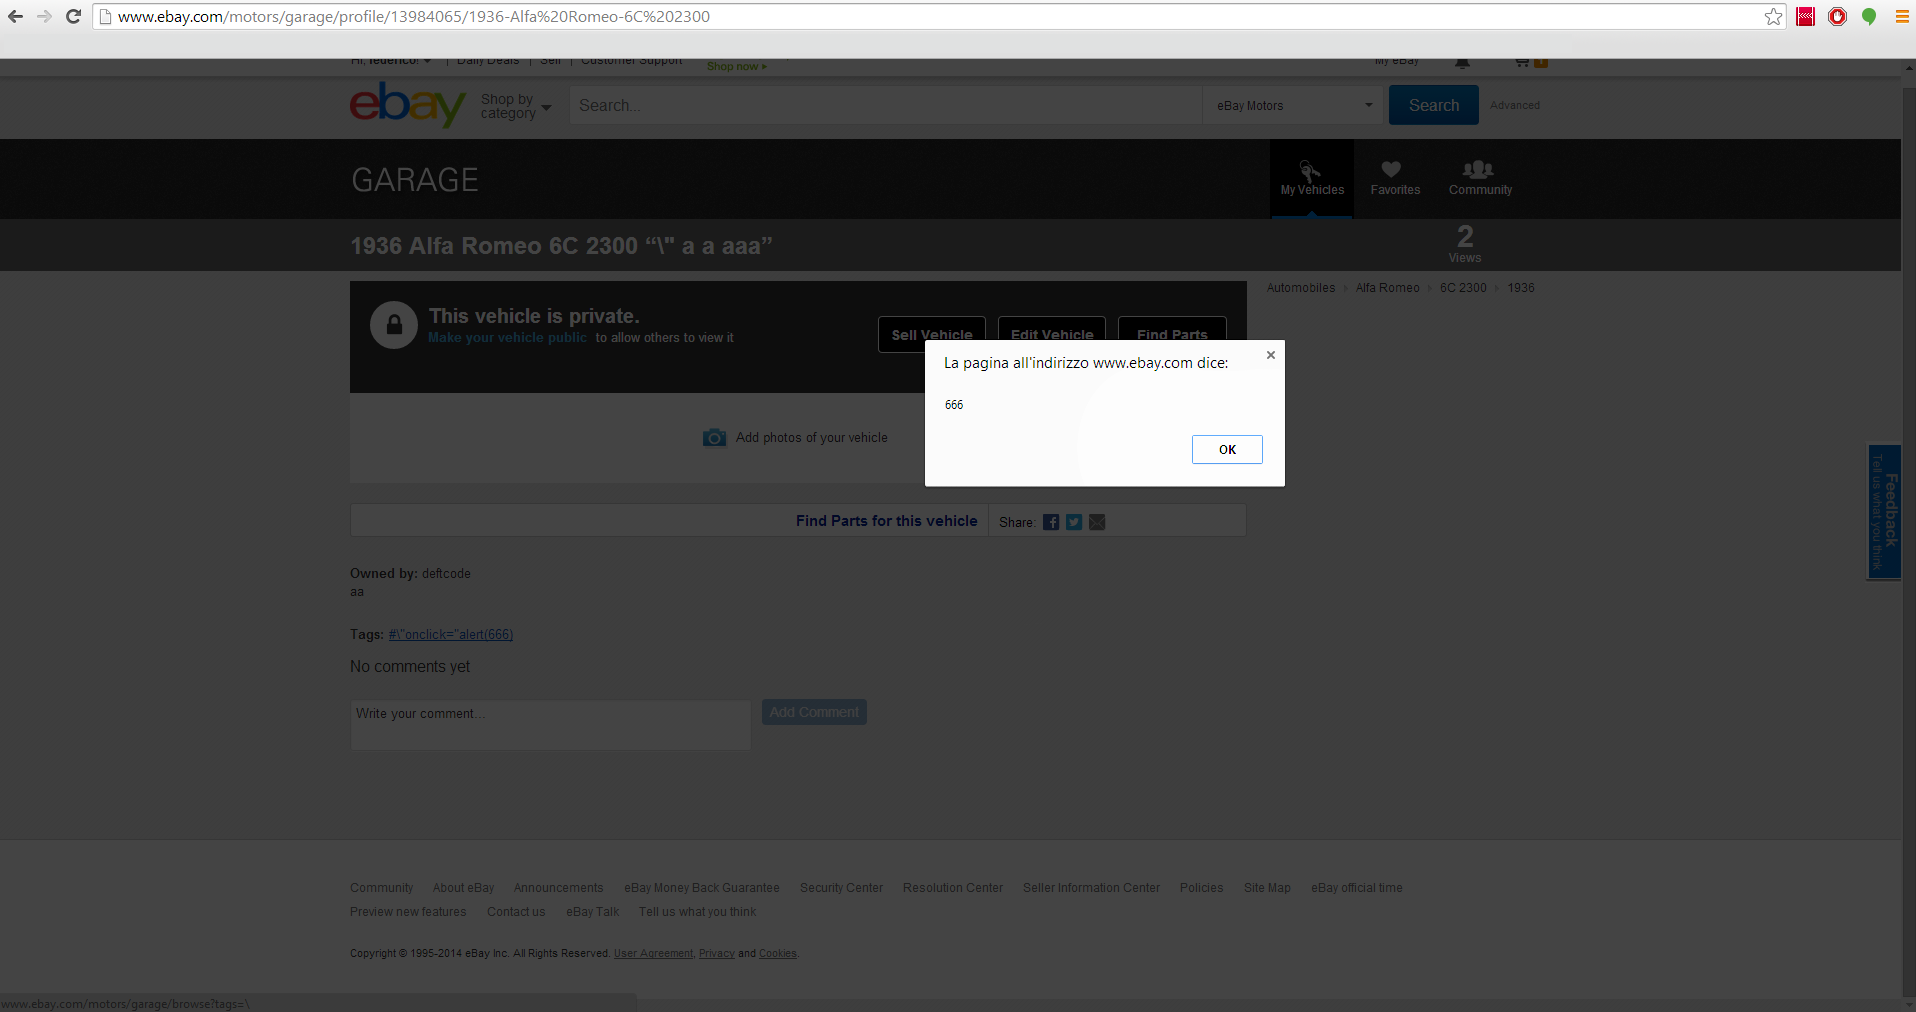 www.ebay.com/motors/garage/profile/13984065/1936-Alfa%20Romeo-6C%202300
Hi, federico! | Daily Deals | Sell | Customer Support Shop now My eBay
ebay Shop by category Search... eBay Motors Search Advanced
GARAGE My Vehicles Favorites Community
1936 Alfa Romeo 6C 2300 “\" a a aaa”
2
Views
Automobiles Alfa Romeo 6C 2300 1936
This vehicle is private.
Make your vehicle public to allow others to view it
Sell Vehicle Edit Vehicle Find Parts
La pagina all'indirizzo www.ebay.com dice:
666
OK
Add photos of your vehicle
Feedback
Tell us what you think
Find Parts for this vehicle Share:
Owned by: deftcode
aa
Tags: #\"onclick="alert(666)
No comments yet
Write your comment... Add Comment
Community About eBay Announcements eBay Money Back Guarantee Security Center Resolution Center Seller Information Center Policies Site Map eBay official time
Preview new features Contact us eBay Talk Tell us what you think
Copyright © 1995-2014 eBay Inc. All Rights Reserved. User Agreement, Privacy and Cookies.
www.ebay.com/motors/garage/browse?tags=\